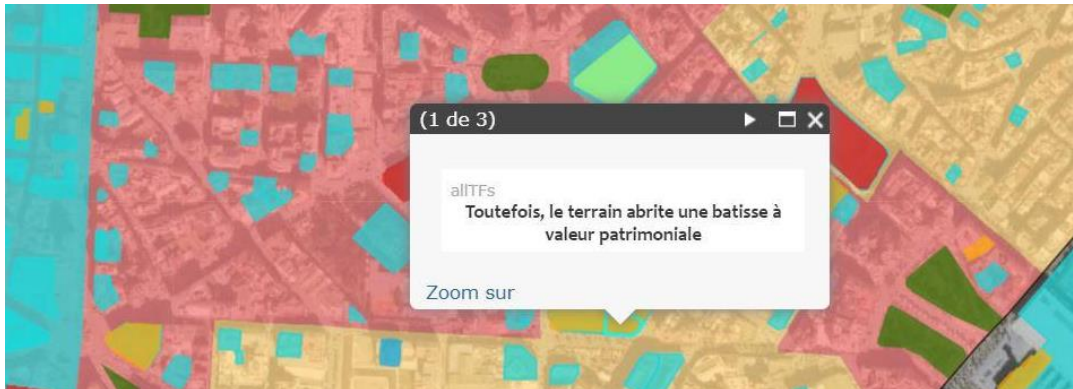 (1 de 3)
allTFs
Toutefois, le terrain abrite une batisse à
valeur patrimoniale
Zoom sur